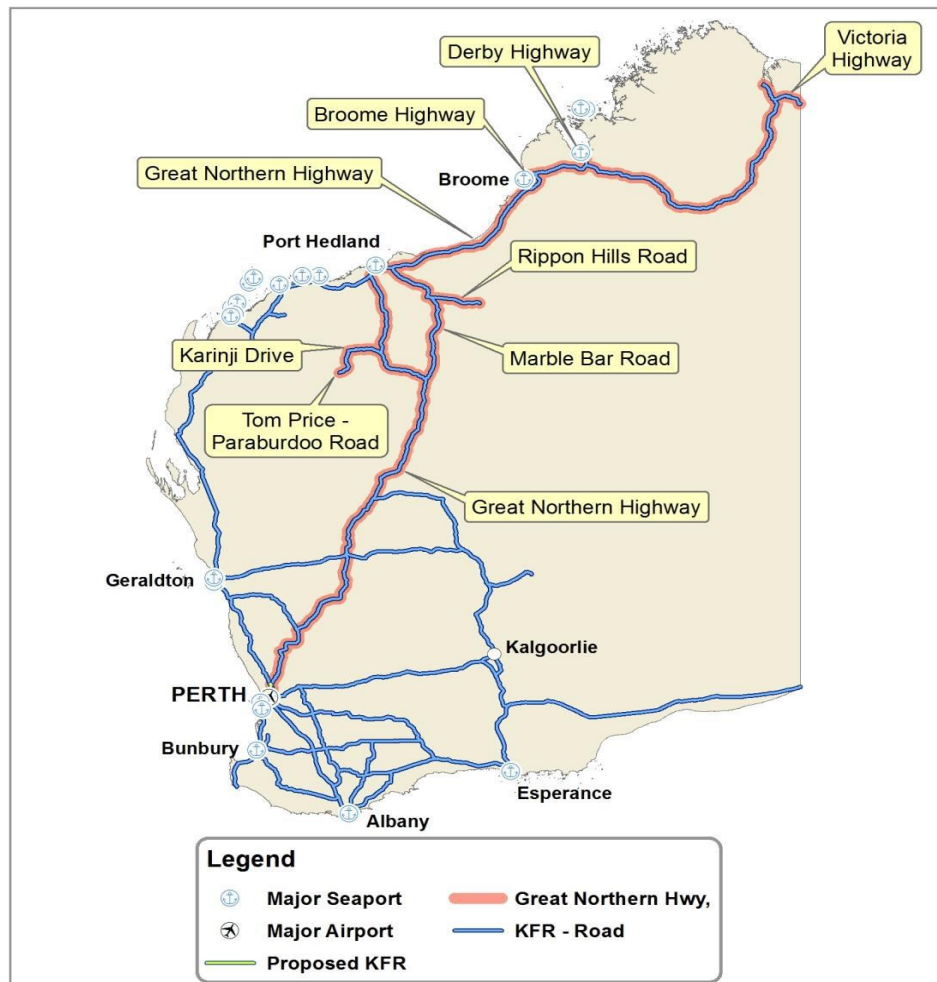 Victoria
Highway
Derby Highway
Broome Highway
Great Northern Highway
Broome
Port Hedland
Rippon Hills Road
Karinji Drive
Marble Bar Road
Tom Price -
Paraburdoo Road
Great Northern Highway
Geraldton
Kalgoorlie
PERTH
Bunbury
Esperance
Albany
Legend
Major Seaport
Great Northern Hwy,
Major Airport
KFR - Road
Proposed KFR